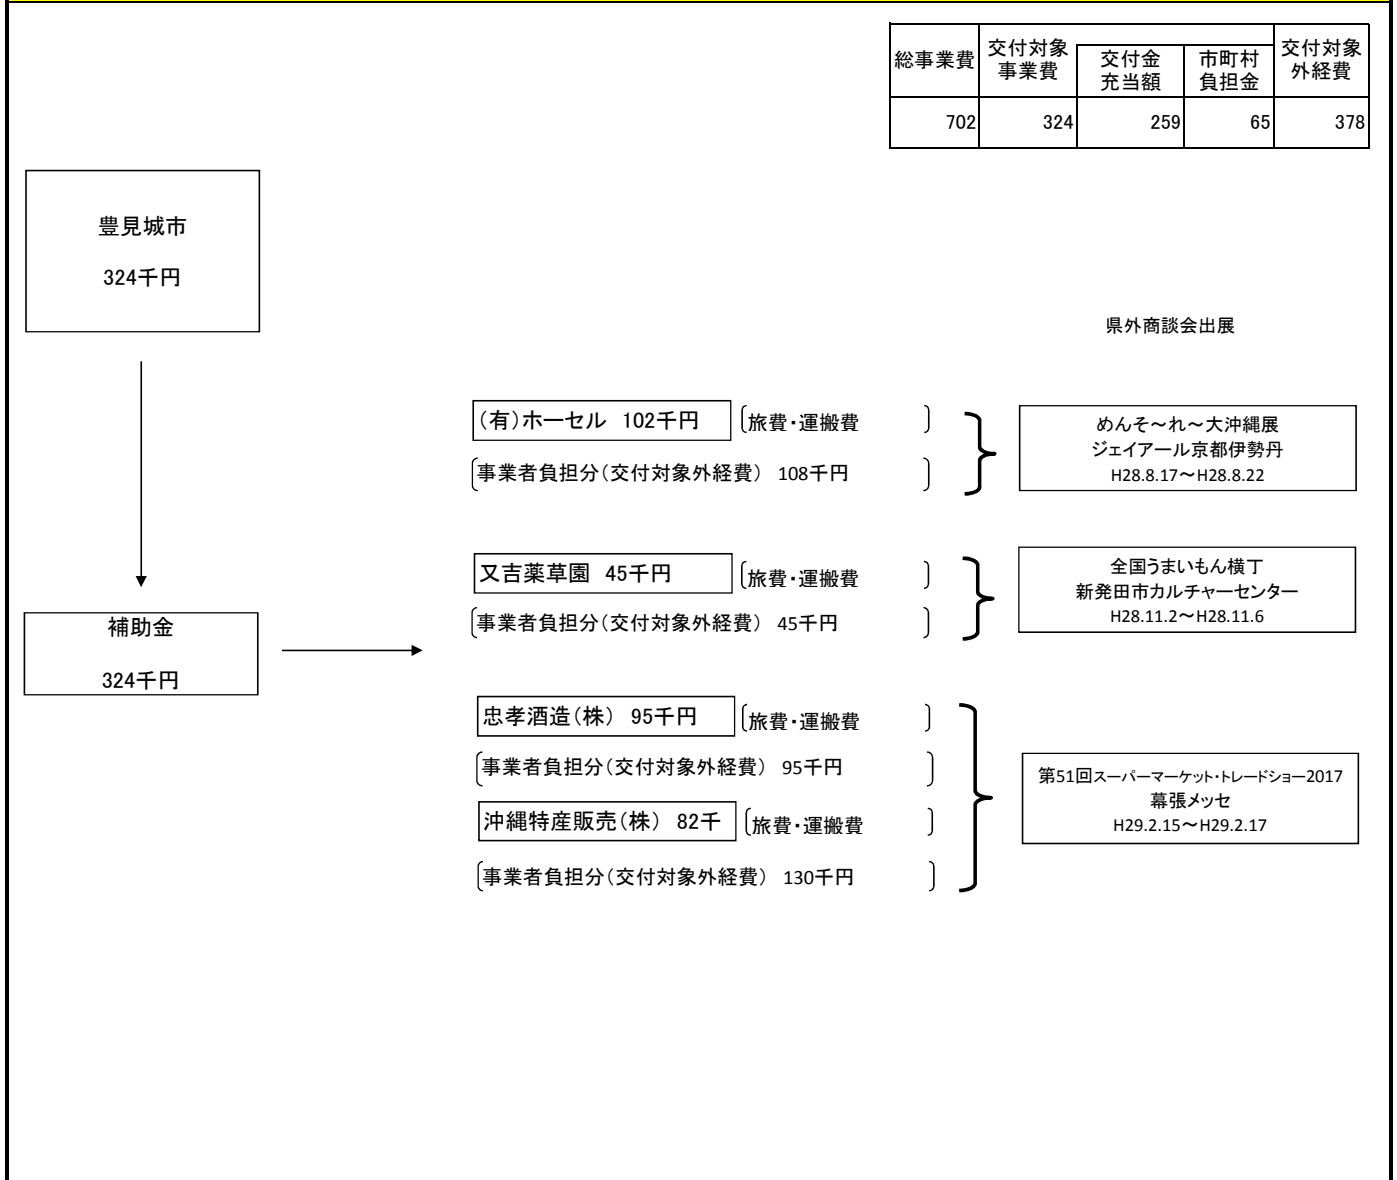 総事業費
交付対象
事業費
交付金
充当額
市町村
負担金
交付対象
外経費
702 324 259 65 378
豊見城市
324千円
県外商談会出展
(有)ホーセル 102千円 旅費・運搬費
事業者負担分(交付対象外経費) 108千円
めんそ～れ～大沖縄展
ジェイアール京都伊勢丹
H28.8.17～H28.8.22
又吉薬草園 45千円 旅費・運搬費
事業者負担分(交付対象外経費) 45千円
全国うまいもん横丁
新発田市カルチャーセンター
H28.11.2～H28.11.6
補助金
324千円
忠孝酒造(株) 95千円 旅費・運搬費
事業者負担分(交付対象外経費) 95千円
沖縄特産販売(株) 82千 旅費・運搬費
事業者負担分(交付対象外経費) 130千円
第51回スーパーマーケット・トレードショー2017
幕張メッセ
H29.2.15～H29.2.17